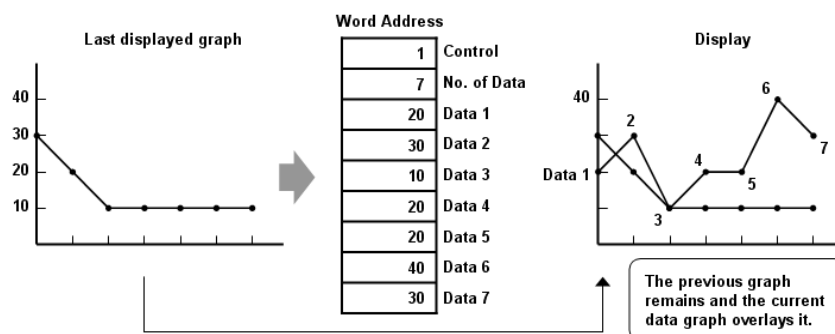 Last displayed graph
40
30
20
10
Word Address
1 Control
7 No. of Data
20 Data 1
30 Data 2
10 Data 3
20 Data 4
20 Data 5
40 Data 6
30 Data 7
Display
40
Data 1
2
3
4
5
6
7
The previous graph
remains and the current
data graph overlays it.